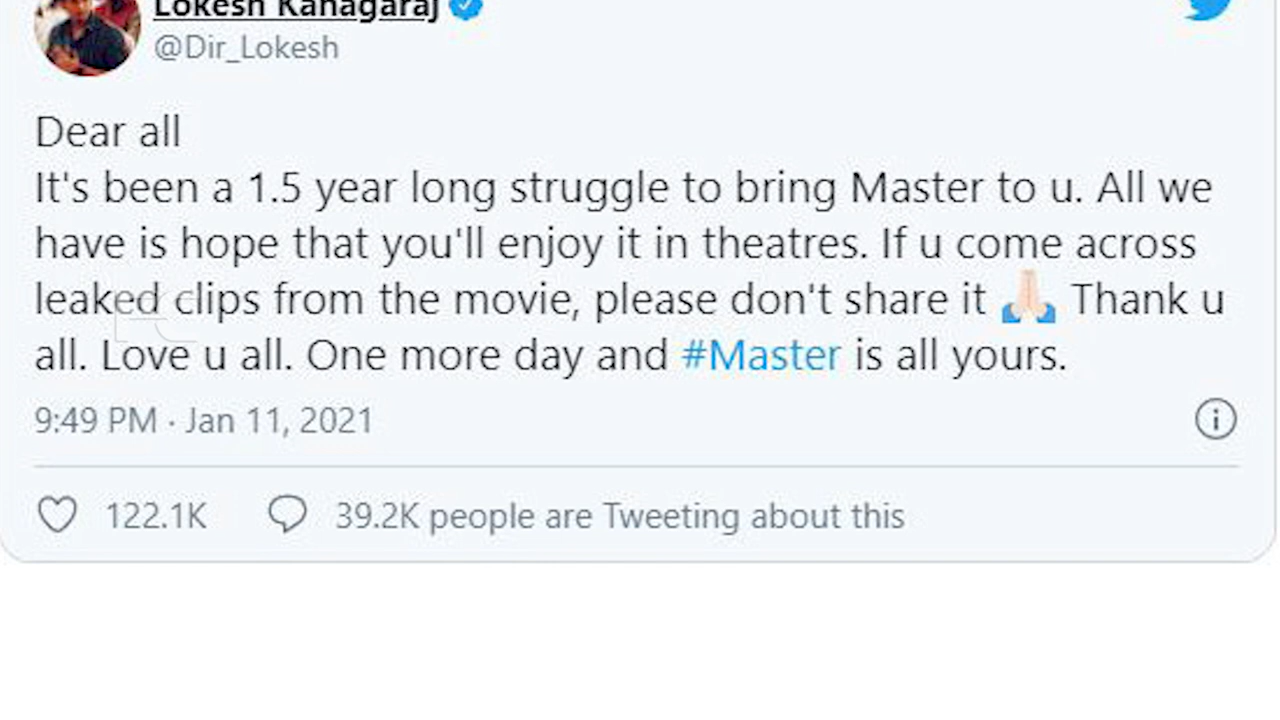 Lokesh Kanagaraj
@Dir_Lokesh
Dear all
It's been a 1.5 year long struggle to bring Master to u. All we
have is hope that you'll enjoy it in theatres. If u come across
leaked clips from the movie, please don't share it 🙏🏻 Thank u
all. Love u all. One more day and #Master is all yours.
9:49 PM · Jan 11, 2021
122.1K 39.2K people are Tweeting about this